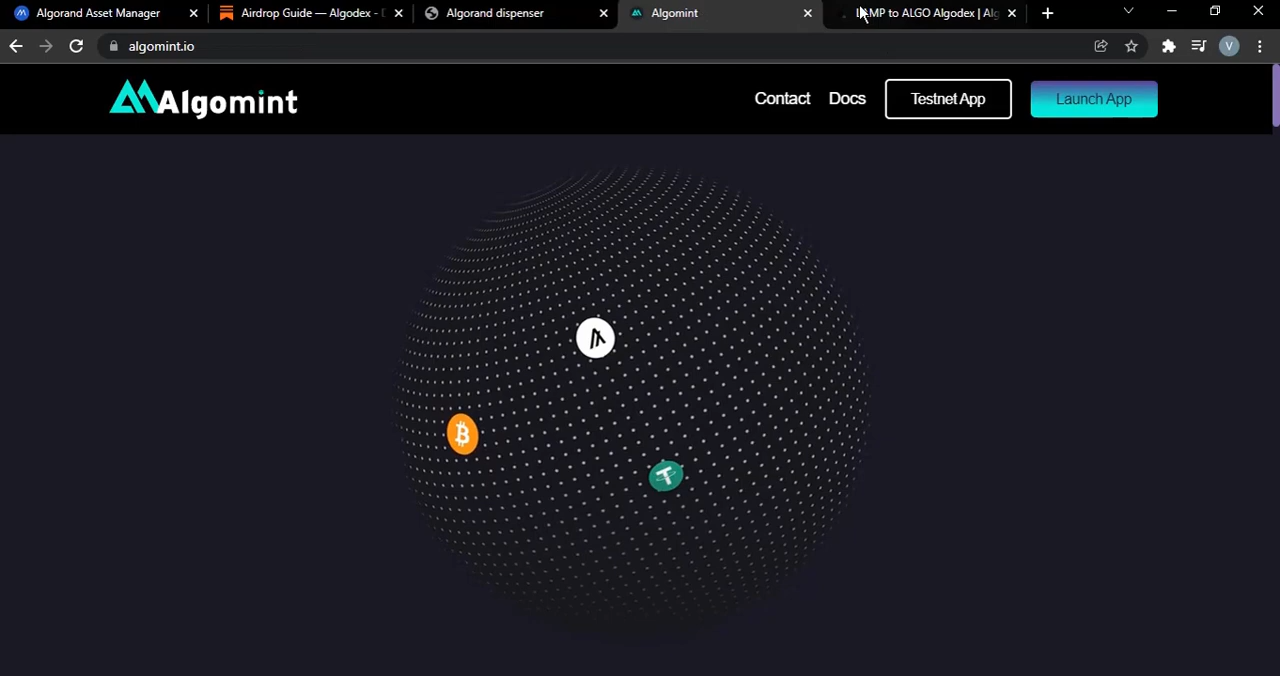 Algorand Asset Manager
Airdrop Guide — Algodex -
Algorand dispenser
Algomint
LAMP to ALGO Algodex | Alg
algomint.io
V
Algomint
Contact
Docs
Testnet App
Launch App